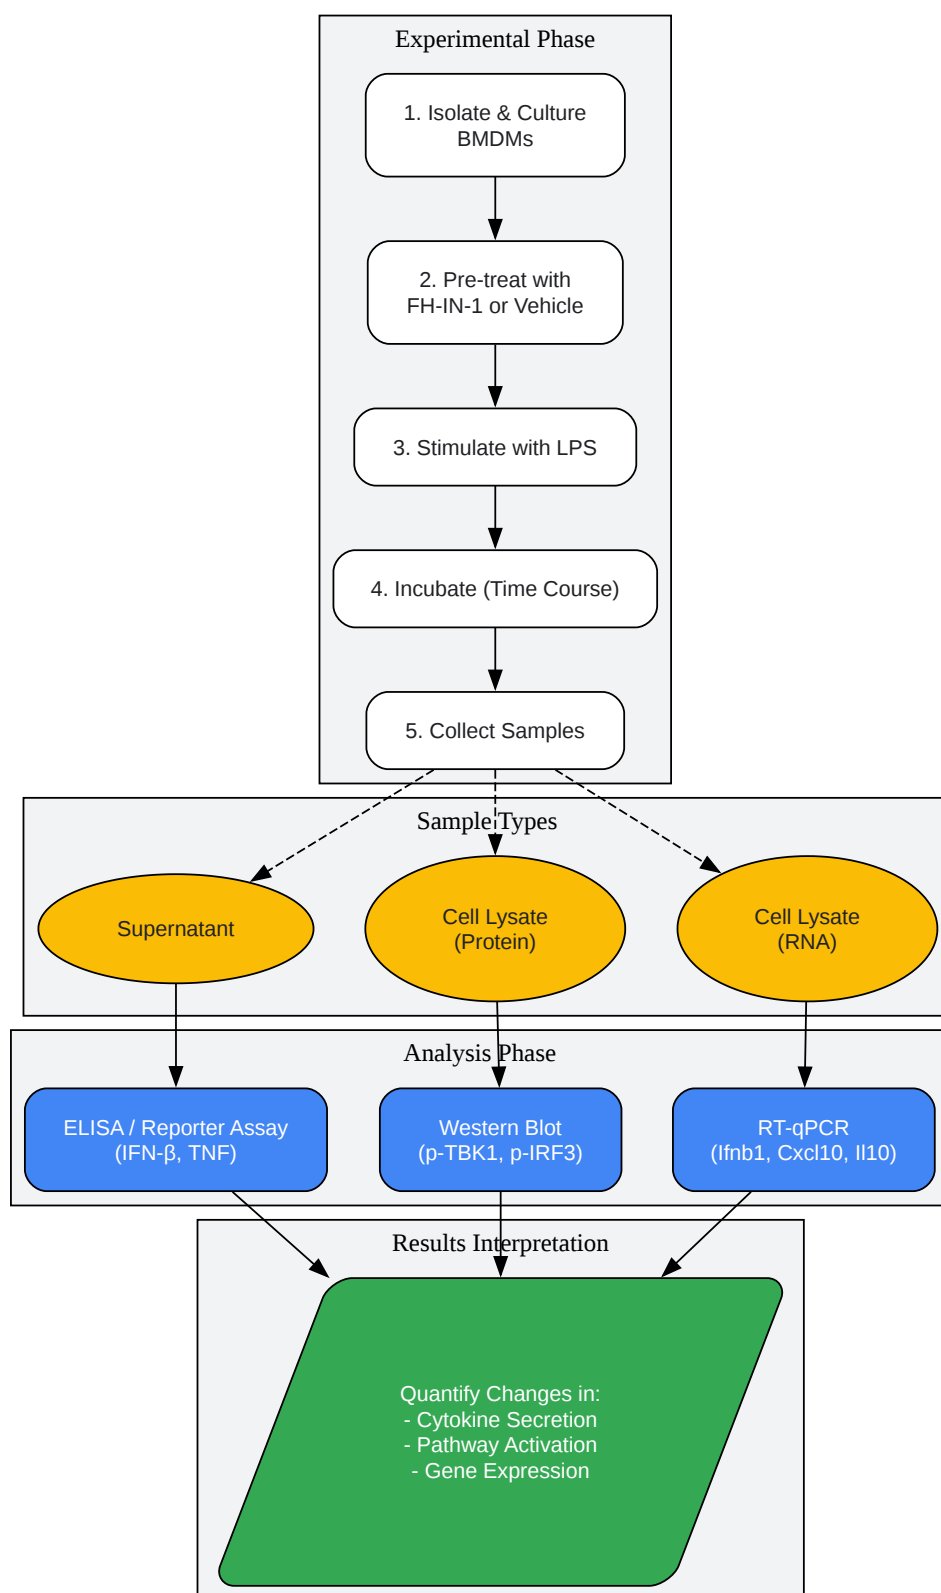 Experimental Phase
1. Isolate & Culture
BMDMs
2. Pre-treat with
FH-IN-1 or Vehicle
3. Stimulate with LPS
4. Incubate (Time Course)
5. Collect Samples
Sample Types
Supernatant
Cell Lysate
(Protein)
Cell Lysate
(RNA)
Analysis Phase
ELISA / Reporter Assay
(IFN-β, TNF)
Western Blot
(p-TBK1, p-IRF3)
RT-qPCR
(Ifnb1, Cxcl10, Il10)
Results Interpretation
Quantify Changes in:
- Cytokine Secretion
- Pathway Activation
- Gene Expression